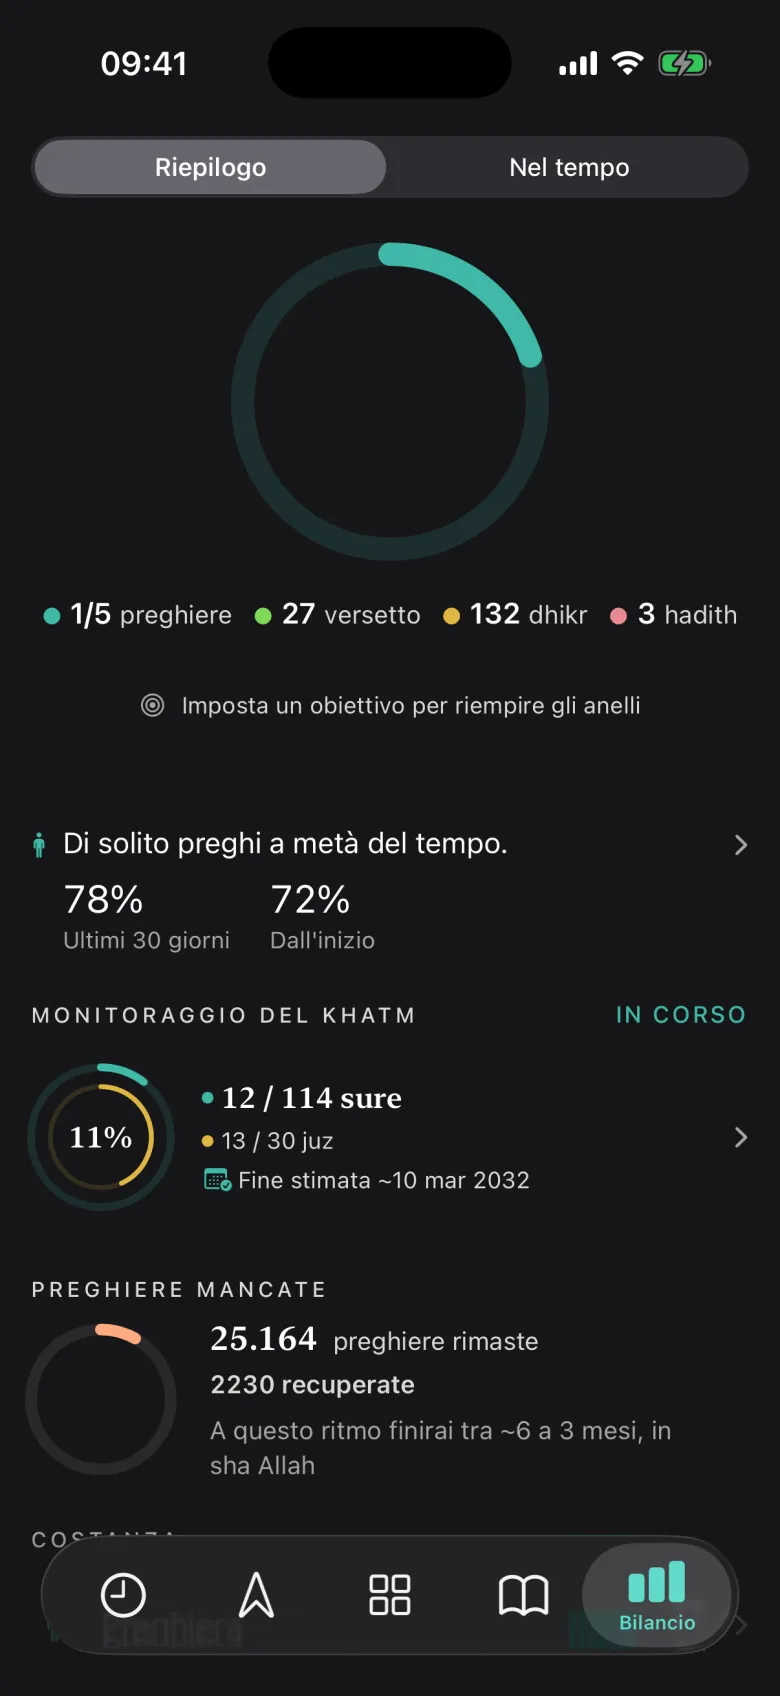 09:41
Riepilogo
Nel tempo
1/5 preghiere
27 versetto
132 dhikr
3 hadith
Imposta un obiettivo per riempire gli anelli
Di solito preghi a metà del tempo.
78%
72%
Ultimi 30 giorni
Dall'inizio
MONITORAGGIO DEL KHATM
IN CORSO
11%
12 / 114 sure
13 / 30 juz
Fine stimata ~10 mar 2032
PREGHIERE MANCATE
25.164 preghiere rimaste
2230 recuperate
A questo ritmo finirai tra ~6 a 3 mesi, in
sha Allah
COSTANZA
Bilancio